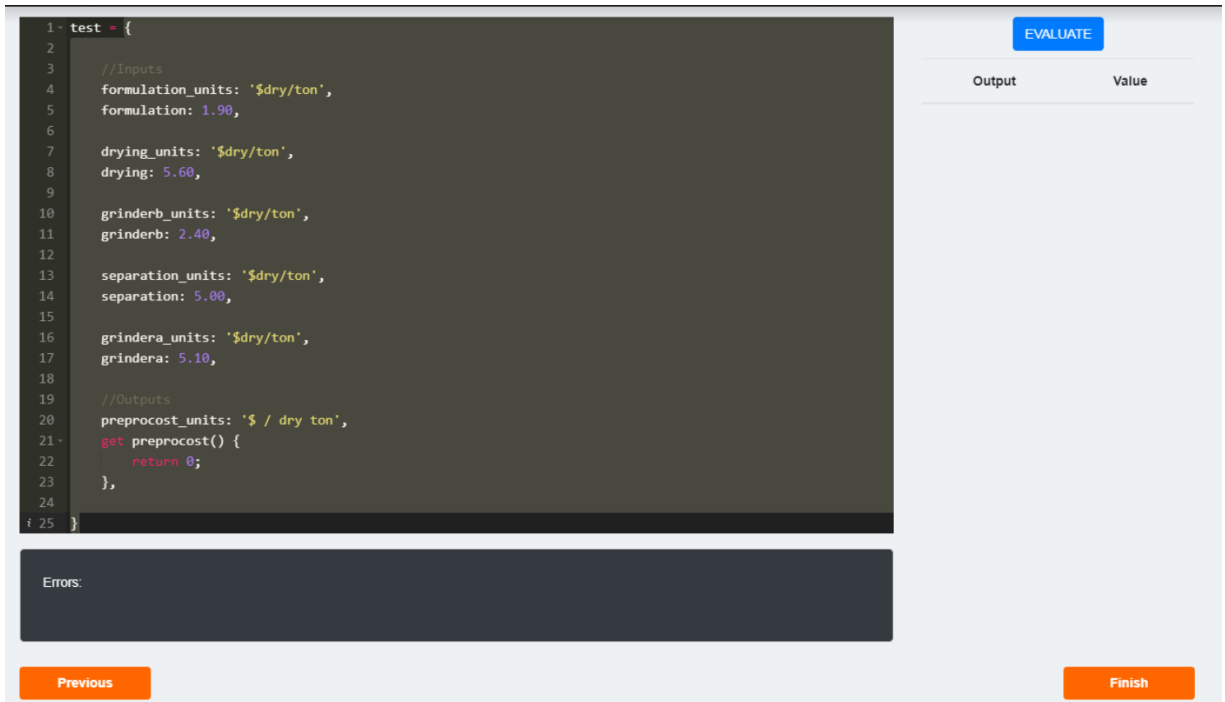 1 test = {
2
3 //Inputs
4 formulation_units: '$dry/ton',
5 formulation: 1.90,
6
7 drying_units: '$dry/ton',
8 drying: 5.60,
9
10 grinderb_units: '$dry/ton',
11 grinderb: 2.40,
12
13 separation_units: '$dry/ton',
14 separation: 5.00,
15
16 grindera_units: '$dry/ton',
17 grindera: 5.10,
18
19 //Outputs
20 preprocost_units: '$ / dry ton',
21 get preprocost() {
22 return 0;
23 },
24
i 25 }
EVALUATE
Output Value
Errors:
Previous
Finish